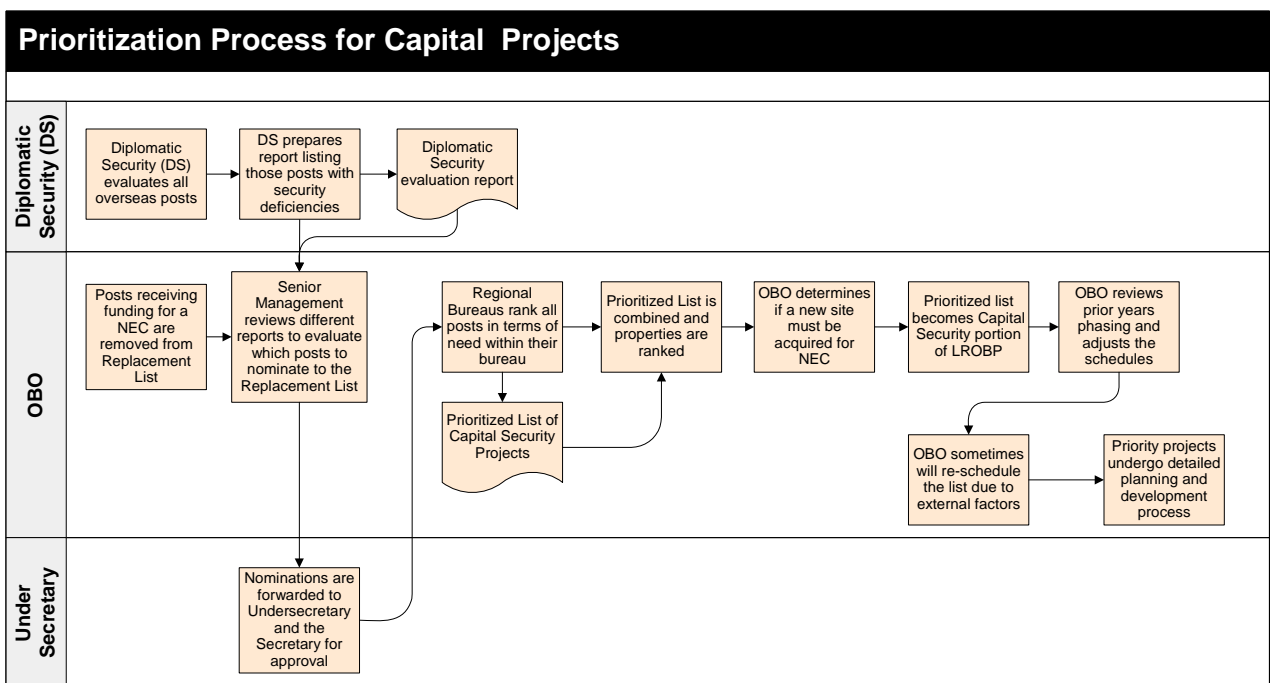 Prioritization Process for Capital Projects
Diplomatic
Security (DS)
Diplomatic
Security (DS)
evaluates all
overseas posts
DS prepares
report listing
those posts with
security
deficiencies
Diplomatic
Security
evaluation report
OBO
Posts receiving
funding for a
NEC are
removed from
Replacement
List
Senior
Management
reviews different
reports to evaluate
which posts to
nominate to the
Replacement List
Regional
Bureaus rank all
posts in terms of
need within their
bureau
Prioritized List of
Capital Security
Projects
Prioritized List is
combined and
properties are
ranked
OBO determines
if a new site
must be
acquired for
NEC
Prioritized list
becomes Capital
Security portion
of LROBP
OBO reviews
prior years
phasing and
adjusts the
schedules
OBO sometimes
will re-schedule
the list due to
external factors
Priority projects
undergo detailed
planning and
development
process
Under
Secretary
Nominations are
forwarded to
Undersecretary
and the
Secretary for
approval